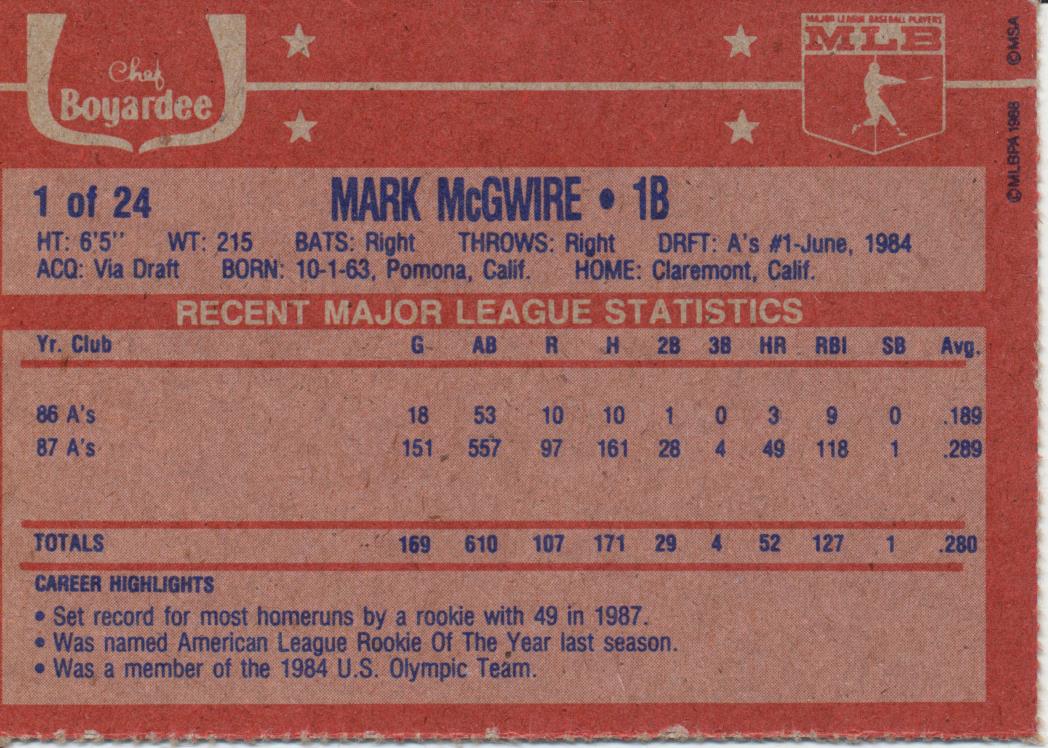 Chef
Boyardee
MAJOR LEAGUE BASEBALL PLAYERS
MLB
©MSA
©MLBPA 1988
1 of 24 MARK McGWIRE • 1B
HT: 6'5'' WT: 215 BATS: Right THROWS: Right DRFT: A's #1-June, 1984
ACQ: Via Draft BORN: 10-1-63, Pomona, Calif. HOME: Claremont, Calif.
RECENT MAJOR LEAGUE STATISTICS
Yr. Club G AB R H 2B 3B HR RBI SB Avg.
86 A's 18 53 10 10 1 0 3 9 0 .189
87 A's 151 557 97 161 28 4 49 118 1 .289
TOTALS 169 610 107 171 29 4 52 127 1 .280
CAREER HIGHLIGHTS
• Set record for most homeruns by a rookie with 49 in 1987.
• Was named American League Rookie Of The Year last season.
• Was a member of the 1984 U.S. Olympic Team.